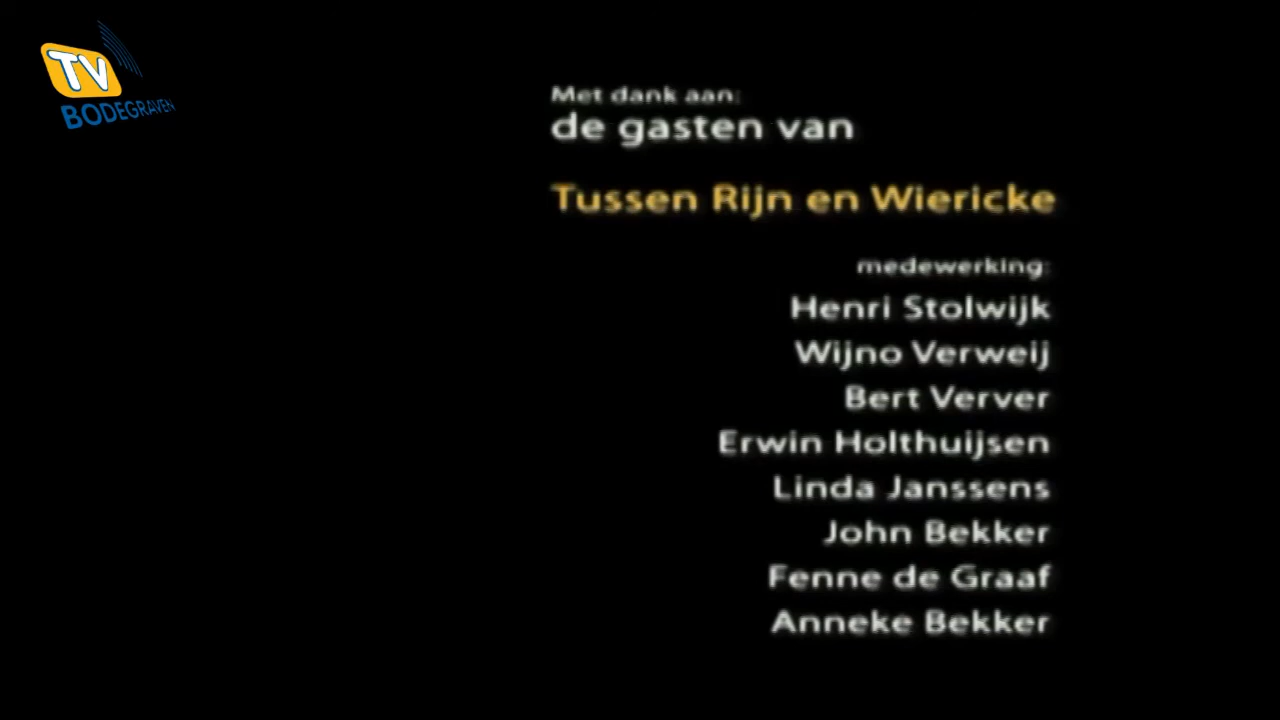 TV
BODEGRAVEN
Met dank aan:
de gasten van
Tussen Rijn en Wiericke
medewerking:
Henri Stolwijk
Wijno Verweij
Bert Verver
Erwin Holthuijsen
Linda Janssens
John Bekker
Fenne de Graaf
Anneke Bekker